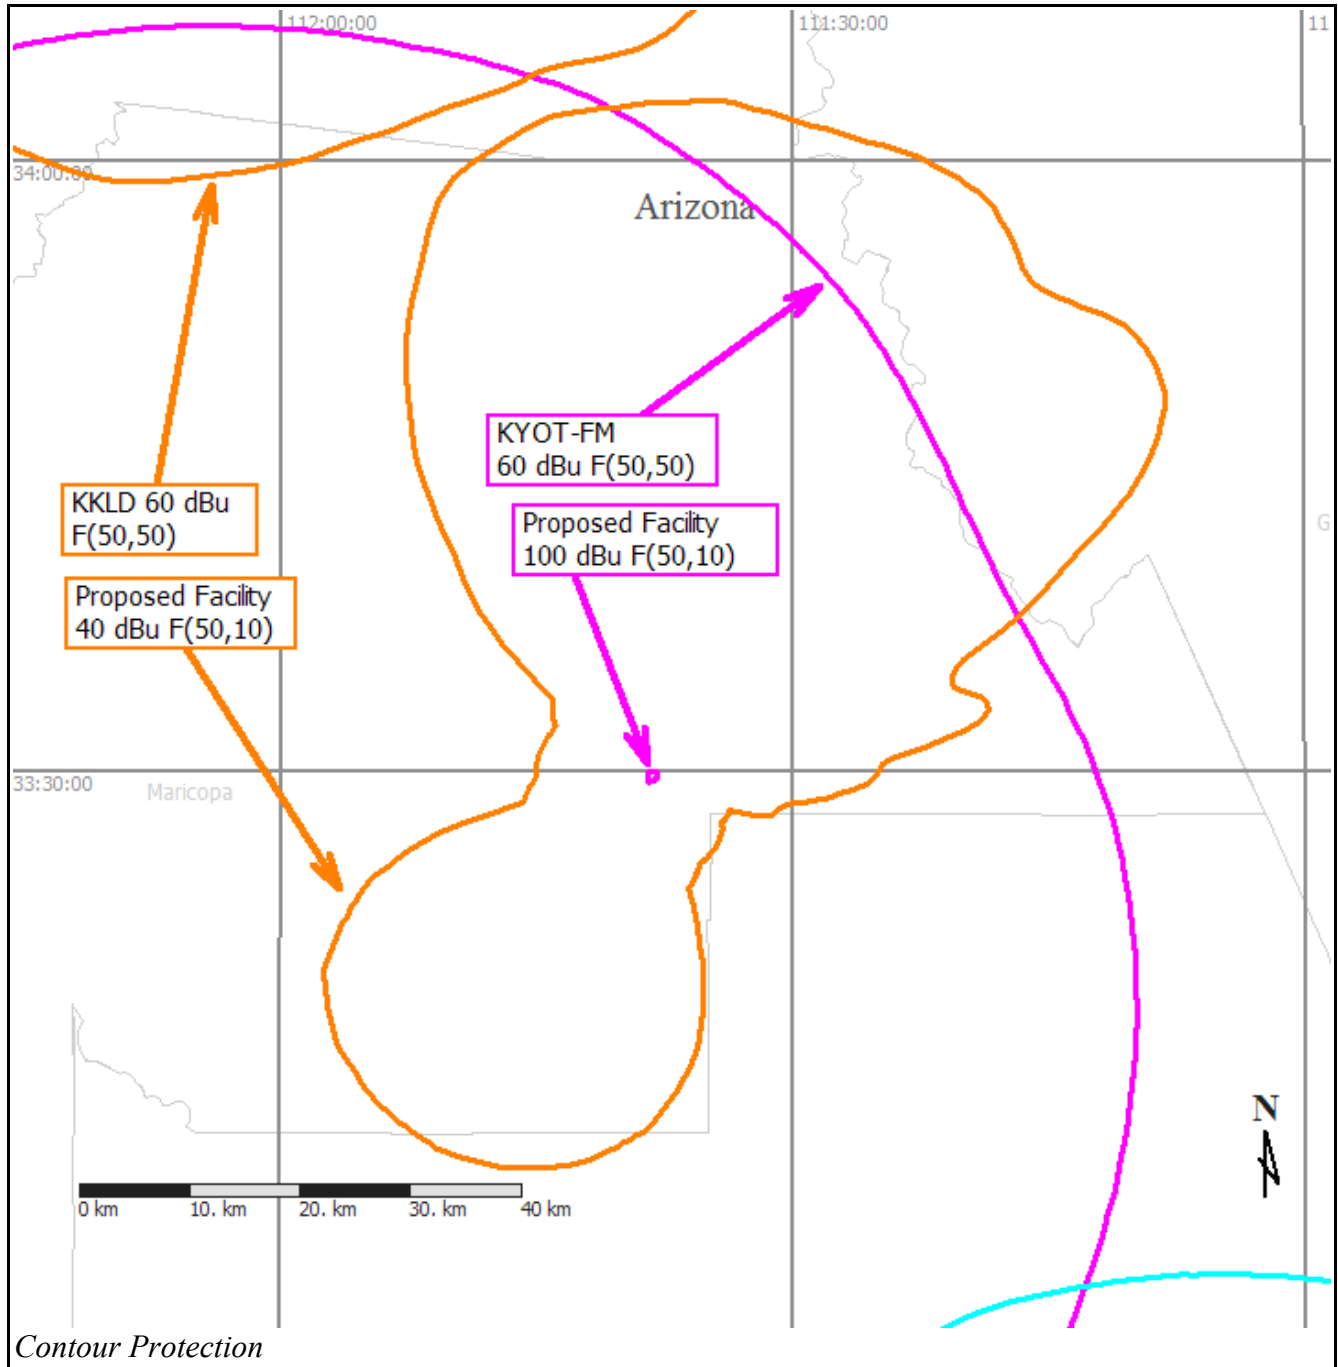 112:00:00
111:30:00
11
34:00:00
Arizona
KYOT-FM
60 dBu F(50,50)
KKLD 60 dBu
F(50,50)
Proposed Facility
100 dBu F(50,10)
G
Proposed Facility
40 dBu F(50,10)
33:30:00
Maricopa
N
0 km
10. km
20. km
30. km
40 km
Contour Protection